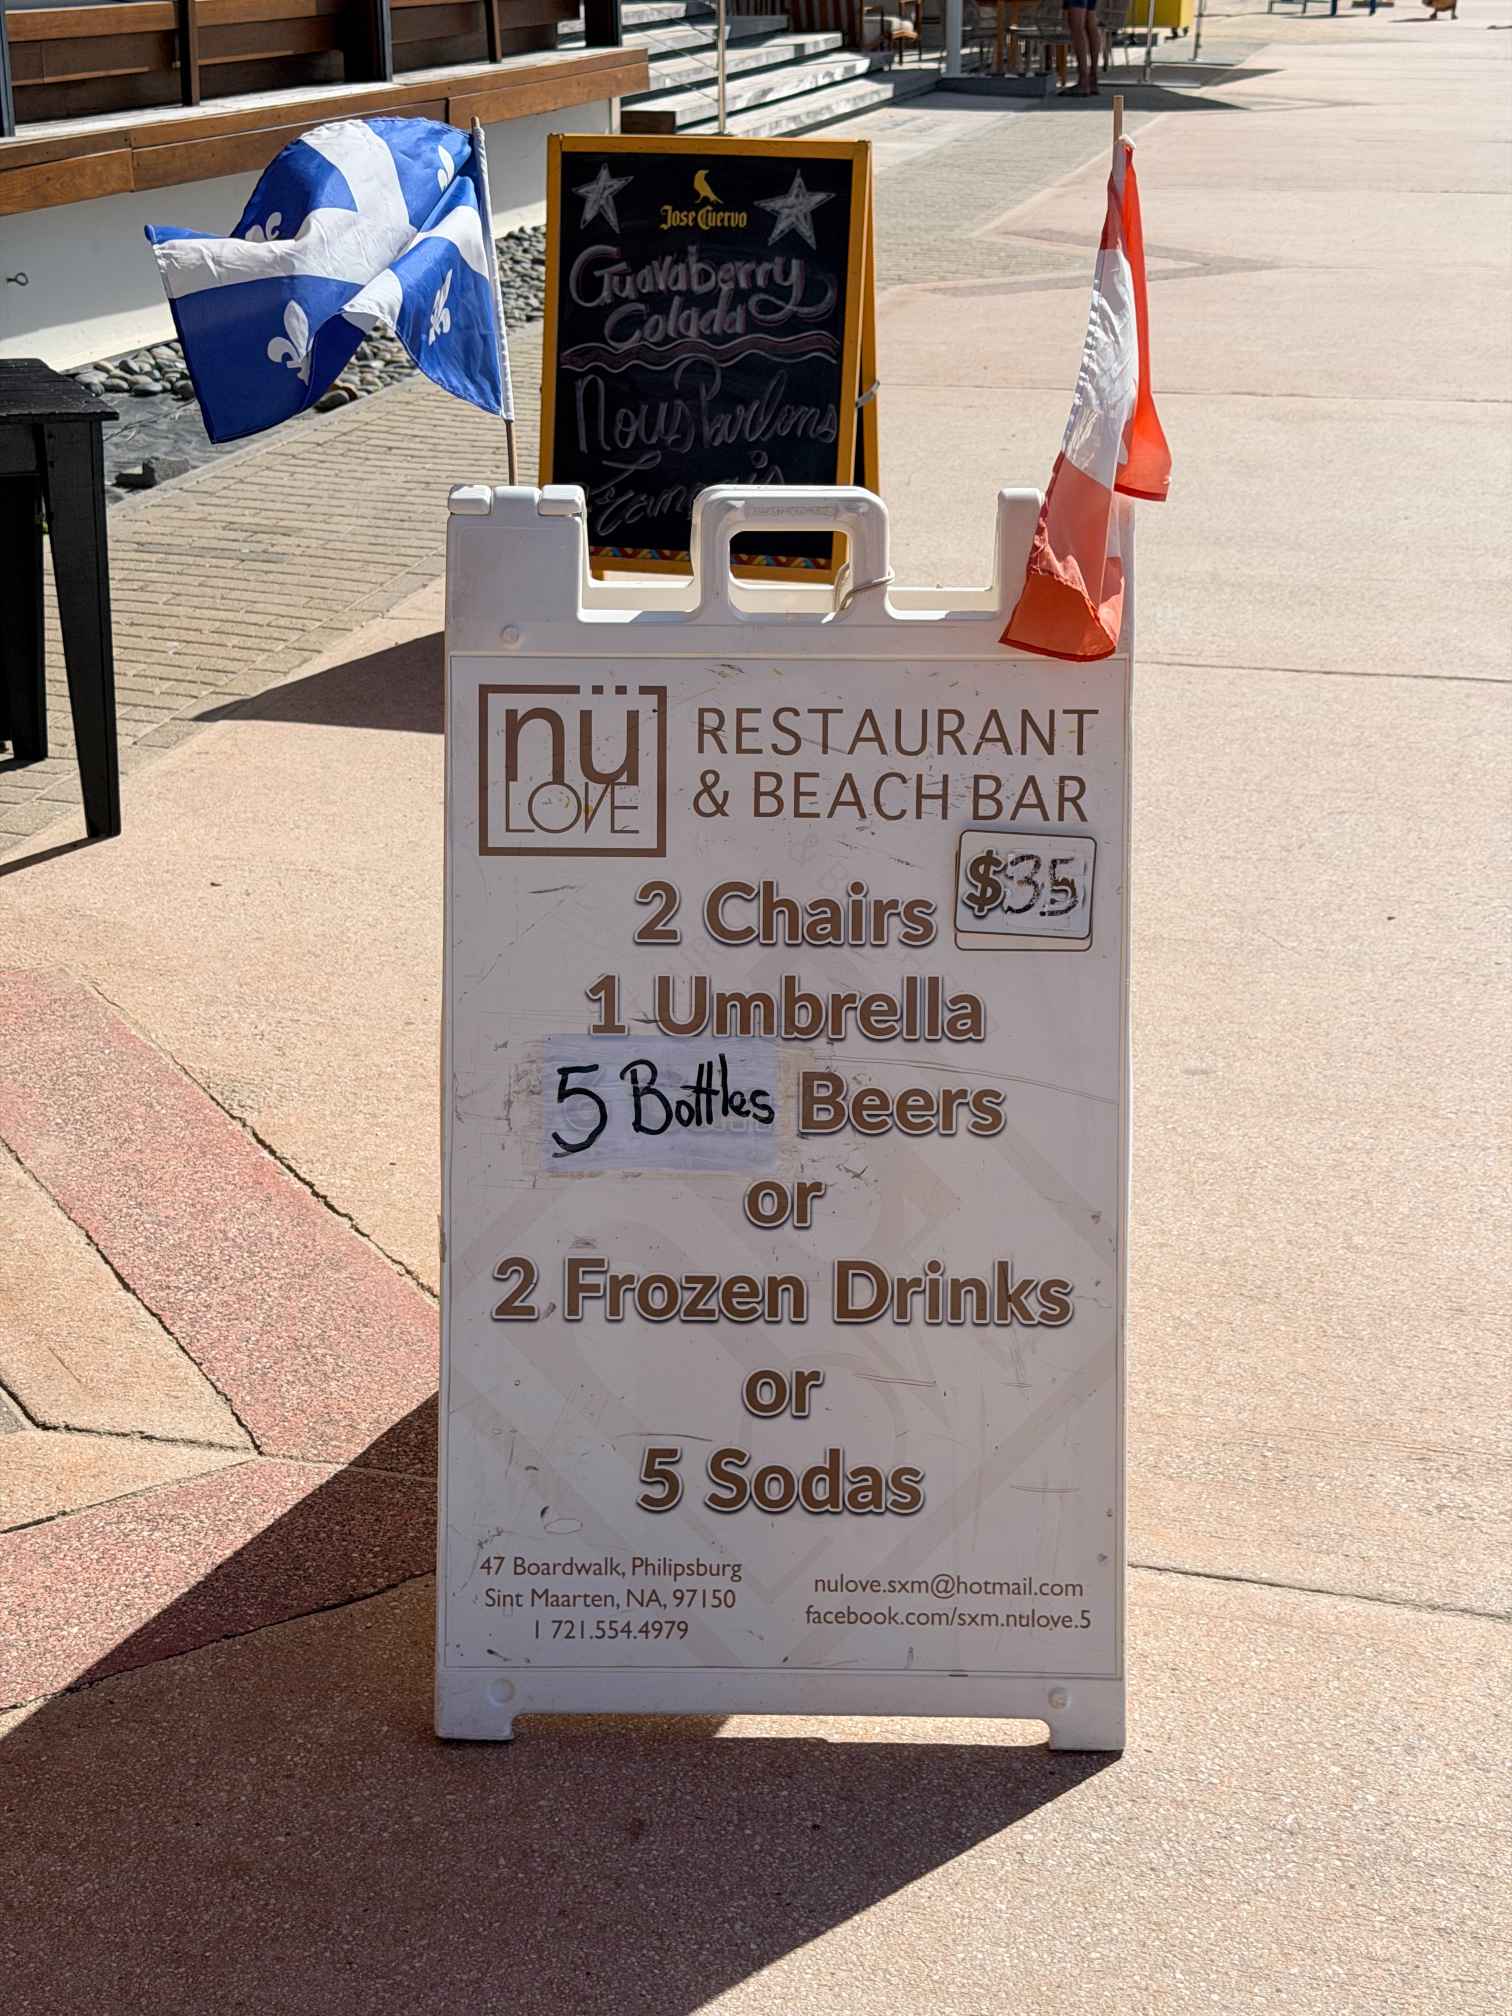 Jose Cuervo
Guavaberry
Colada
Nous Parlons
nü
LOVE
RESTAURANT
& BEACH BAR
$35
2 Chairs
1 Umbrella
5 Bottles Beers
or
2 Frozen Drinks
or
5 Sodas
47 Boardwalk, Philipsburg
Sint Maarten, NA, 97150
1 721.554.4979
nulove.sxm@hotmail.com
facebook.com/sxm.nulove.5